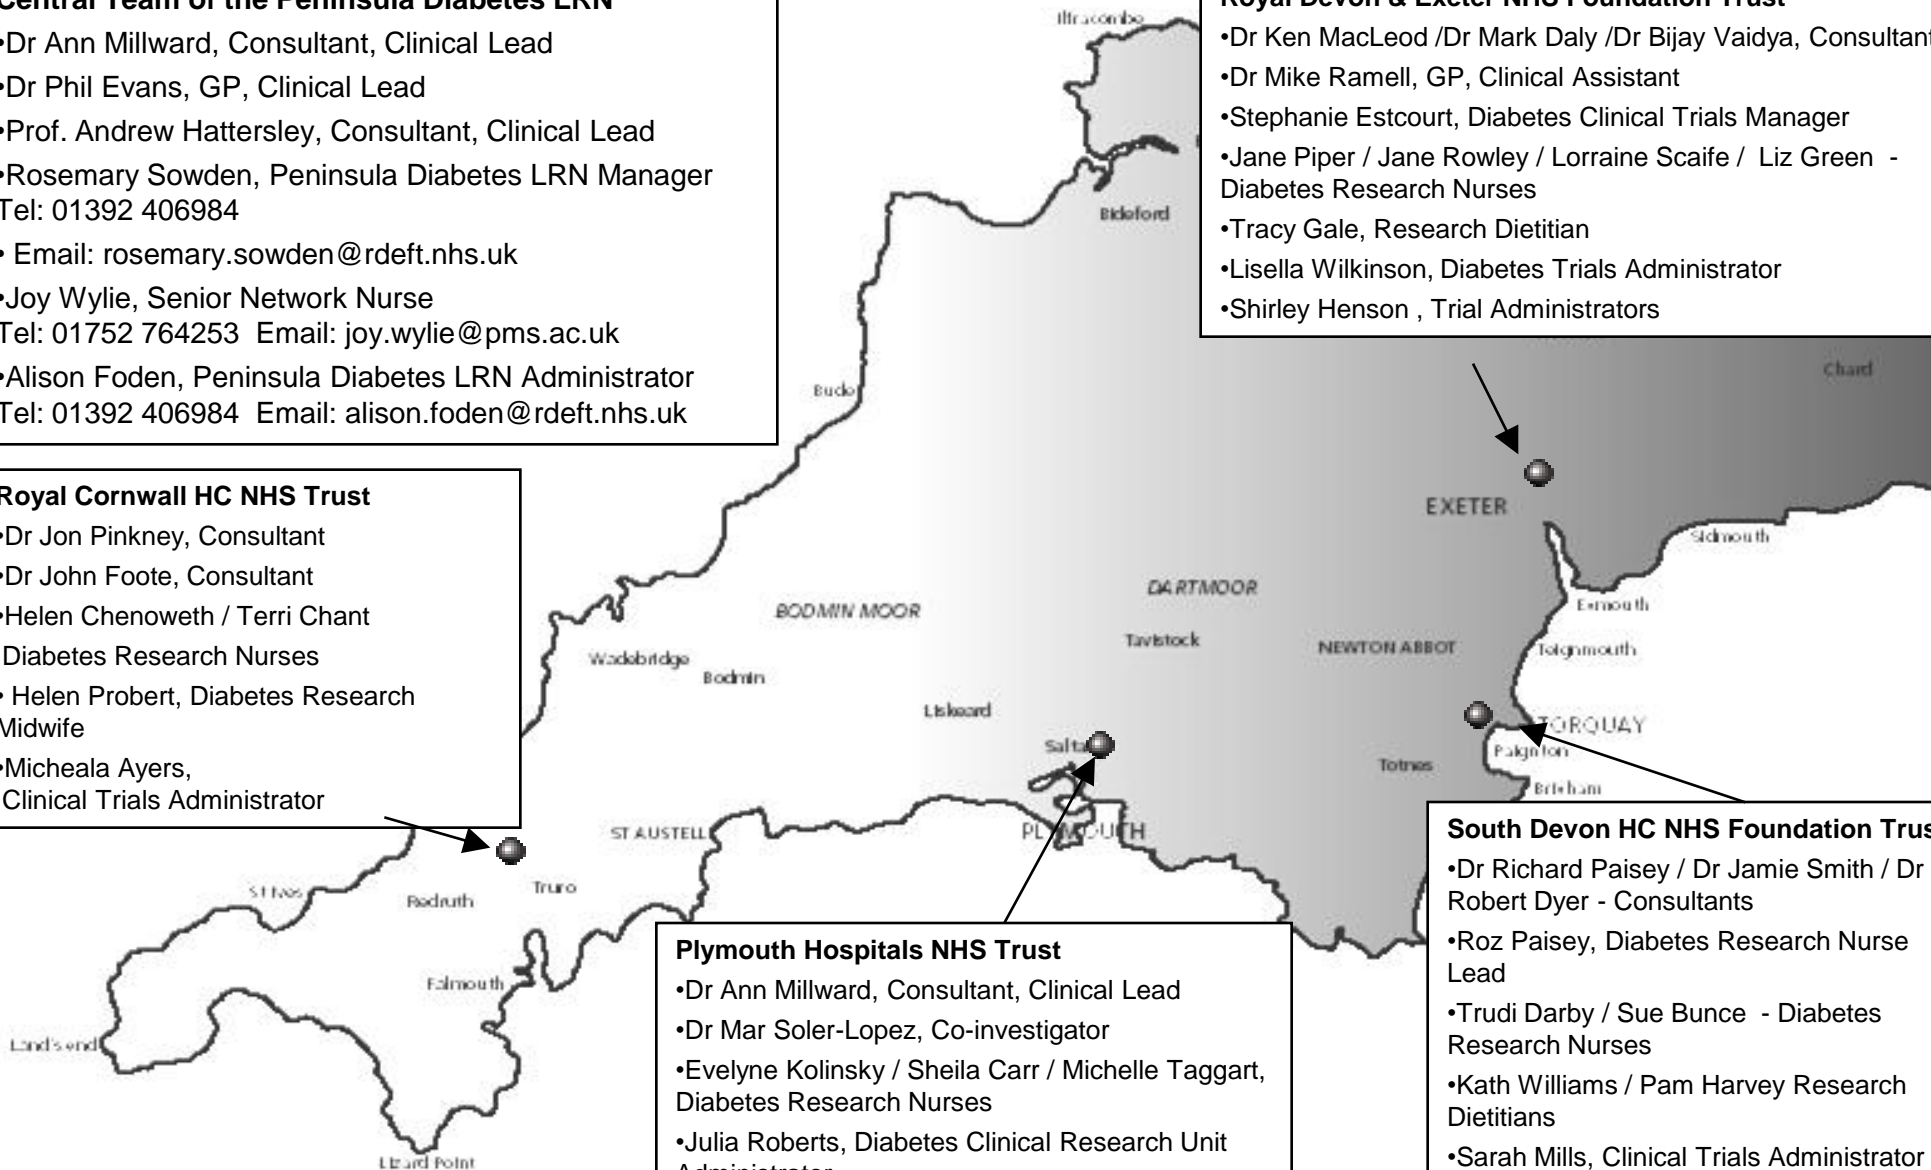 Central Team of the Peninsula Diabetes LRN
•Dr Ann Millward, Consultant, Clinical Lead
•Dr Phil Evans, GP, Clinical Lead
•Prof. Andrew Hattersley, Consultant, Clinical Lead
•Rosemary Sowden, Peninsula Diabetes LRN Manager
Tel: 01392 406984
• Email: rosemary.sowden@rdeft.nhs.uk
•Joy Wylie, Senior Network Nurse
Tel: 01752 764253 Email: joy.wylie@pms.ac.uk
•Alison Foden, Peninsula Diabetes LRN Administrator
Tel: 01392 406984 Email: alison.foden@rdeft.nhs.uk
Royal Devon & Exeter NHS Foundation Trust
•Dr Ken MacLeod /Dr Mark Daly /Dr Bijay Vaidya, Consultant
•Dr Mike Ramell, GP, Clinical Assistant
•Stephanie Estcourt, Diabetes Clinical Trials Manager
•Jane Piper / Jane Rowley / Lorraine Scaife / Liz Green -
Diabetes Research Nurses
•Tracy Gale, Research Dietitian
•Lisella Wilkinson, Diabetes Trials Administrator
•Shirley Henson , Trial Administrators
Royal Cornwall HC NHS Trust
•Dr Jon Pinkney, Consultant
•Dr John Foote, Consultant
•Helen Chenoweth / Terri Chant
Diabetes Research Nurses
• Helen Probert, Diabetes Research
Midwife
•Micheala Ayers,
Clinical Trials Administrator
Plymouth Hospitals NHS Trust
•Dr Ann Millward, Consultant, Clinical Lead
•Dr Mar Soler-Lopez, Co-investigator
•Evelyne Kolinsky / Sheila Carr / Michelle Taggart,
Diabetes Research Nurses
•Julia Roberts, Diabetes Clinical Research Unit
Administrator
South Devon HC NHS Foundation Trus
•Dr Richard Paisey / Dr Jamie Smith / Dr
Robert Dyer - Consultants
•Roz Paisey, Diabetes Research Nurse
Lead
•Trudi Darby / Sue Bunce - Diabetes
Research Nurses
•Kath Williams / Pam Harvey Research
Dietitians
•Sarah Mills, Clinical Trials Administrator
Ilfracombe
Bideford
Chard
Bude
EXETER
Sidmouth
DARTMOOR
BODMIN MOOR
Exmouth
Tavistock
NEWTON ABBOT
Teignmouth
Wadebridge
Bodmin
Liskeard
TORQUAY
Salta
Paignton
Totnes
Brixham
ST AUSTELL
PLYMOUTH
St Ives
Redruth
Truro
Falmouth
Land's end
Lizard Point